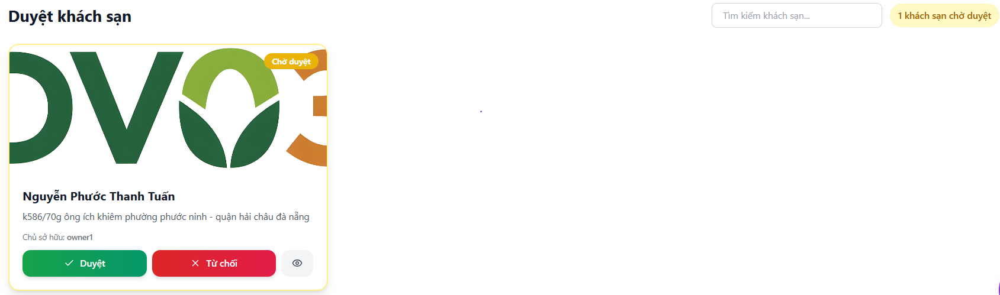 Duyệt khách sạn
Tìm kiếm khách sạn...
1 khách sạn chờ duyệt
Chờ duyệt
Nguyễn Phước Thanh Tuấn
k586/70g ông ích khiêm phường phước ninh - quận hải châu đà nẵng
Chủ sở hữu: owner1
Duyệt
Từ chối